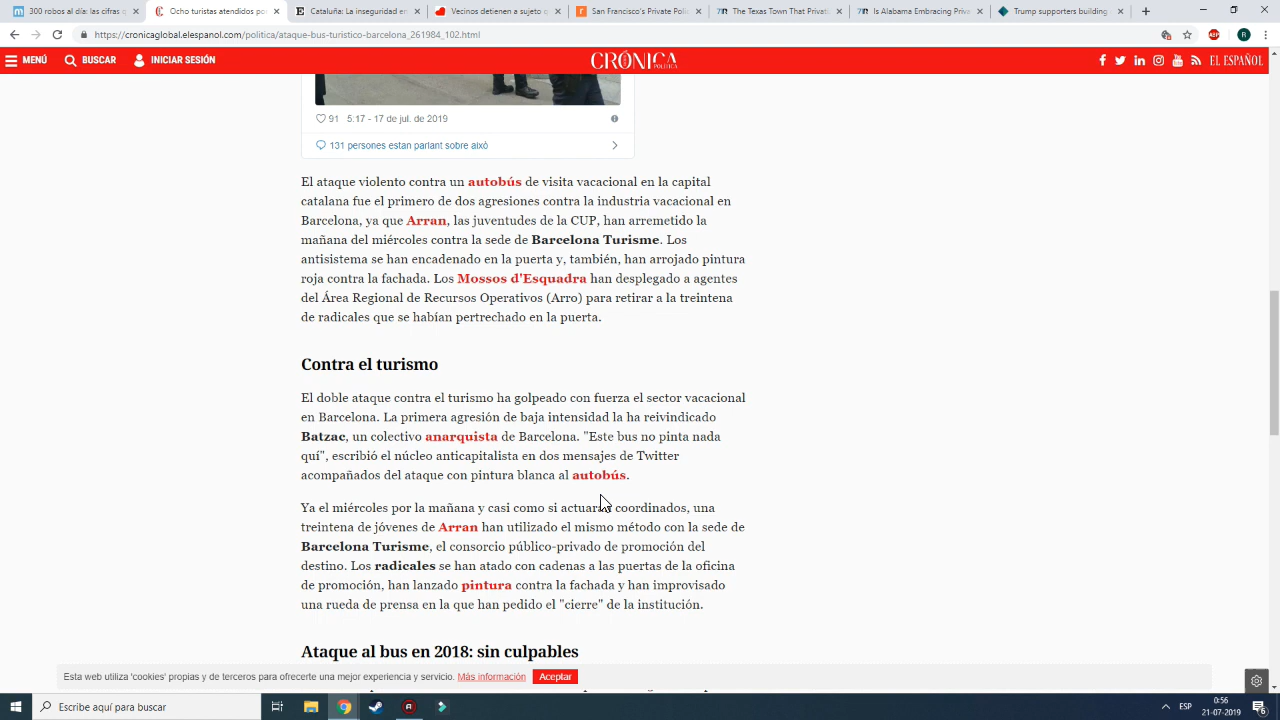 300 robos al día: las cifras q
Ocho turistas atendidos po
Cataluña: La inseguridad en
Vecinos detienen a sujeto q
San Francisco's Private Poli
The Texas Town That Privat
Is Alabama Embracing Priv
Trump supporters building
https://cronicaglobal.elespanol.com/politica/ataque-bus-turistico-barcelona_261984_102.html
MENÚ
BUSCAR
INICIAR SESIÓN
CRÓNICA
POLÍTICA
EL ESPAÑOL
91 5:17 - 17 de jul. de 2019
131 persones estan parlant sobre això
El ataque violento contra un autobús de visita vacacional en la capital
catalana fue el primero de dos agresiones contra la industria vacacional en
Barcelona, ya que Arran, las juventudes de la CUP, han arremetido la
mañana del miércoles contra la sede de Barcelona Turisme. Los
antisistema se han encadenado en la puerta y, también, han arrojado pintura
roja contra la fachada. Los Mossos d'Esquadra han desplegado a agentes
del Área Regional de Recursos Operativos (Arro) para retirar a la treintena
de radicales que se habían pertrechado en la puerta.
Contra el turismo
El doble ataque contra el turismo ha golpeado con fuerza el sector vacacional
en Barcelona. La primera agresión de baja intensidad la ha reivindicado
Batzac, un colectivo anarquista de Barcelona. "Este bus no pinta nada
quí", escribió el núcleo anticapitalista en dos mensajes de Twitter
acompañados del ataque con pintura blanca al autobús.
Ya el miércoles por la mañana y casi como si actuaran coordinados, una
treintena de jóvenes de Arran han utilizado el mismo método con la sede de
Barcelona Turisme, el consorcio público-privado de promoción del
destino. Los radicales se han atado con cadenas a las puertas de la oficina
de promoción, han lanzado pintura contra la fachada y han improvisado
una rueda de prensa en la que han pedido el "cierre" de la institución.
Ataque al bus en 2018: sin culpables
Esta web utiliza 'cookies' propias y de terceros para ofrecerte una mejor experiencia y servicio. Más información
Aceptar
Escribe aquí para buscar
ESP
0:56
21-07-2019